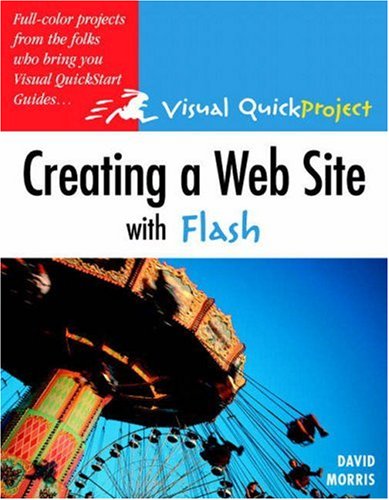 Full-color projects
from the folks
who bring you
Visual QuickStart
Guides...
Visual QuickProject
Creating a Web Site
with Flash
DAVID
MORRIS